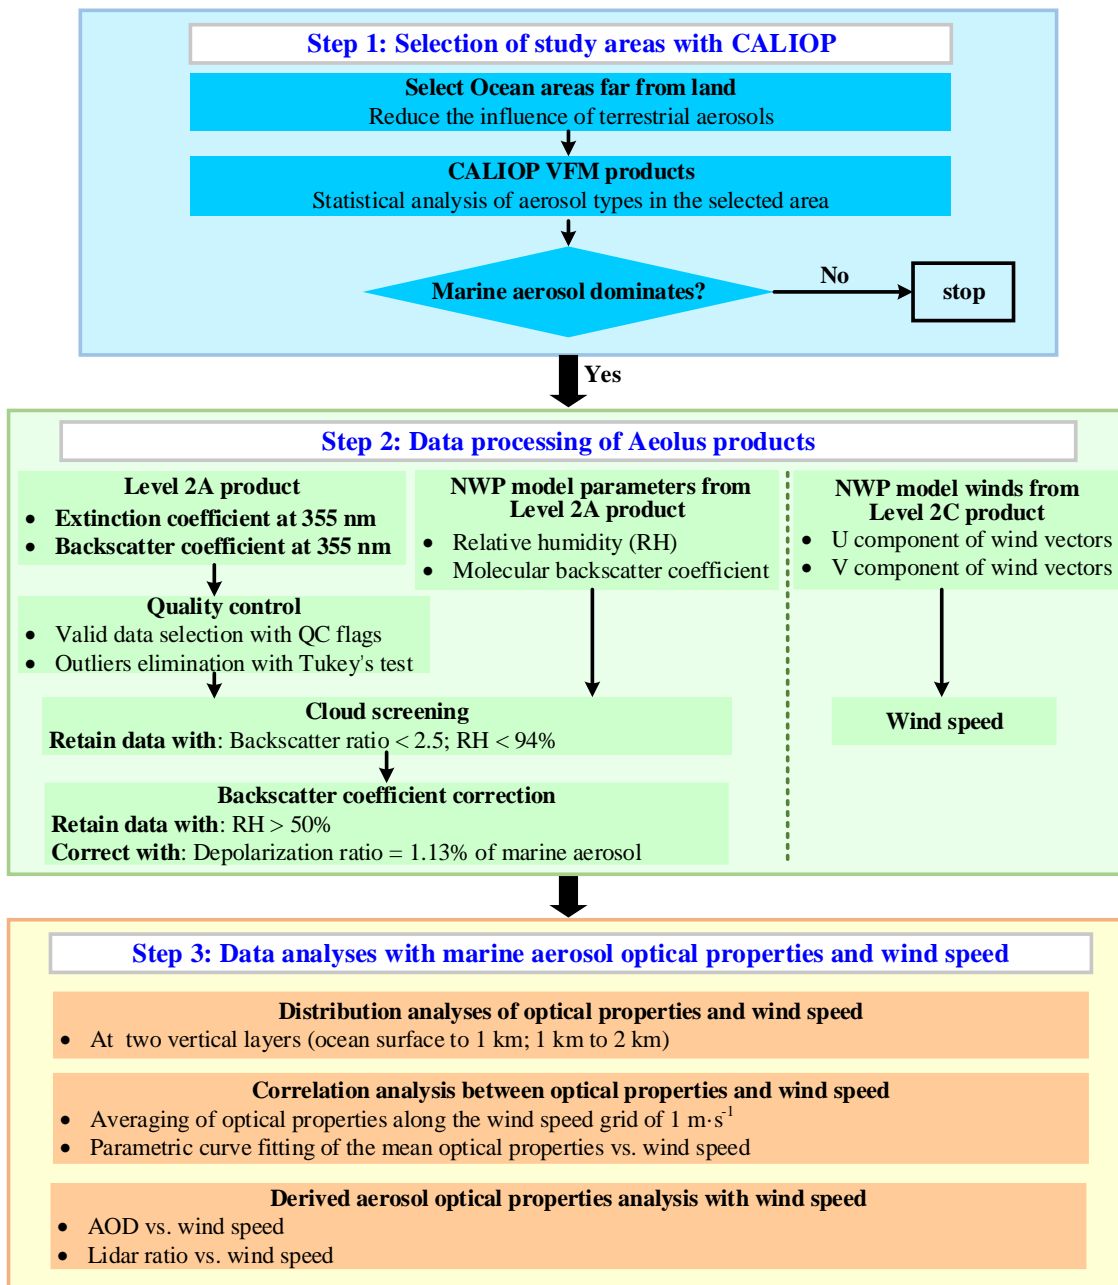 Step 1: Selection of study areas with CALIOP
Select Ocean areas far from land
Reduce the influence of terrestrial aerosols
CALIOP VFM products
Statistical analysis of aerosol types in the selected area
Marine aerosol dominates?
No
stop
Yes
Step 2: Data processing of Aeolus products
Level 2A product
• Extinction coefficient at 355 nm
• Backscatter coefficient at 355 nm
Quality control
• Valid data selection with QC flags
• Outliers elimination with Tukey's test
NWP model parameters from
Level 2A product
• Relative humidity (RH)
• Molecular backscatter coefficient
Cloud screening
Retain data with: Backscatter ratio < 2.5; RH < 94%
Backscatter coefficient correction
Retain data with: RH > 50%
Correct with: Depolarization ratio = 1.13% of marine aerosol
NWP model winds from
Level 2C product
• U component of wind vectors
• V component of wind vectors
Wind speed
Step 3: Data analyses with marine aerosol optical properties and wind speed
Distribution analyses of optical properties and wind speed
• At two vertical layers (ocean surface to 1 km; 1 km to 2 km)
Correlation analysis between optical properties and wind speed
• Averaging of optical properties along the wind speed grid of 1 m·s⁻¹
• Parametric curve fitting of the mean optical properties vs. wind speed
Derived aerosol optical properties analysis with wind speed
• AOD vs. wind speed
• Lidar ratio vs. wind speed